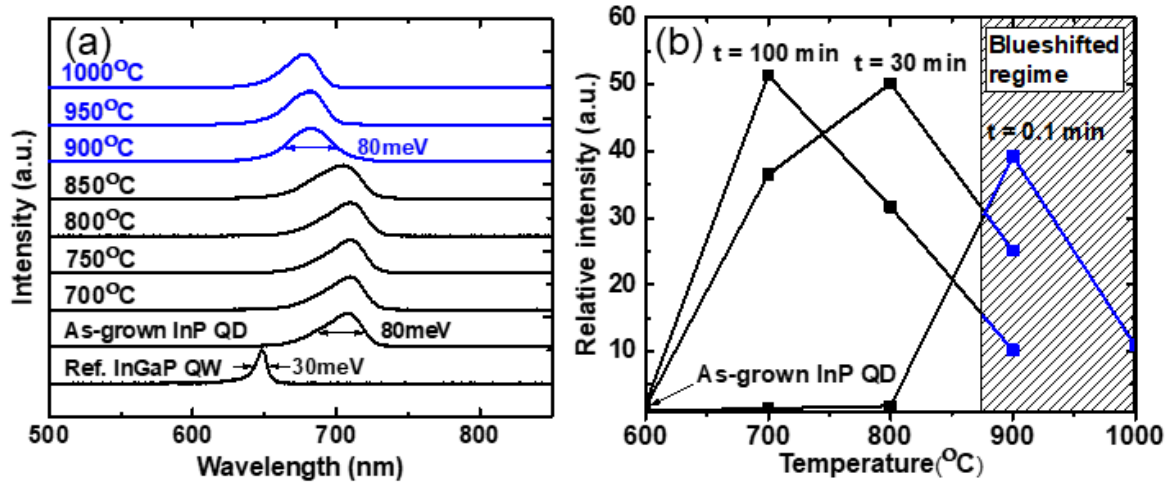 (a)
1000°C
950°C
900°C
80meV
850°C
800°C
750°C
700°C
As-grown InP QD
80meV
Ref. InGaP QW
30meV
Intensity (a.u.)
500 600 700 800
Wavelength (nm)
(b)
t = 100 min
t = 30 min
Blueshifted
regime
t = 0.1 min
As-grown InP QD
Relative intensity (a.u.)
50
40
30
20
10
600 700 800 900 1000
Temperature(°C)